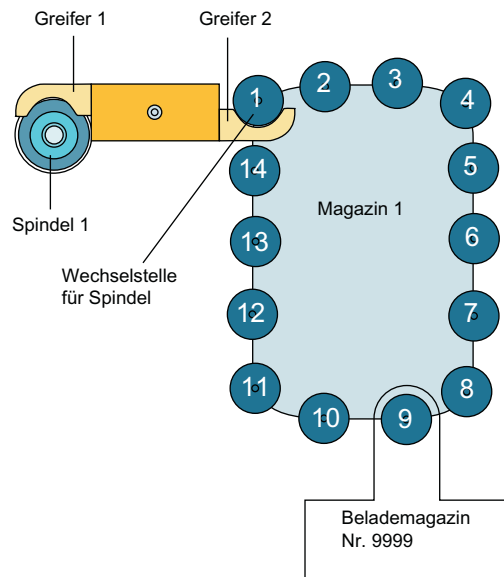 Greifer 1
Greifer 2
1
2
3
4
5
6
7
8
9
10
11
12
13
14
Spindel 1
Magazin 1
Wechselstelle
für Spindel
Belademagazin
Nr. 9999